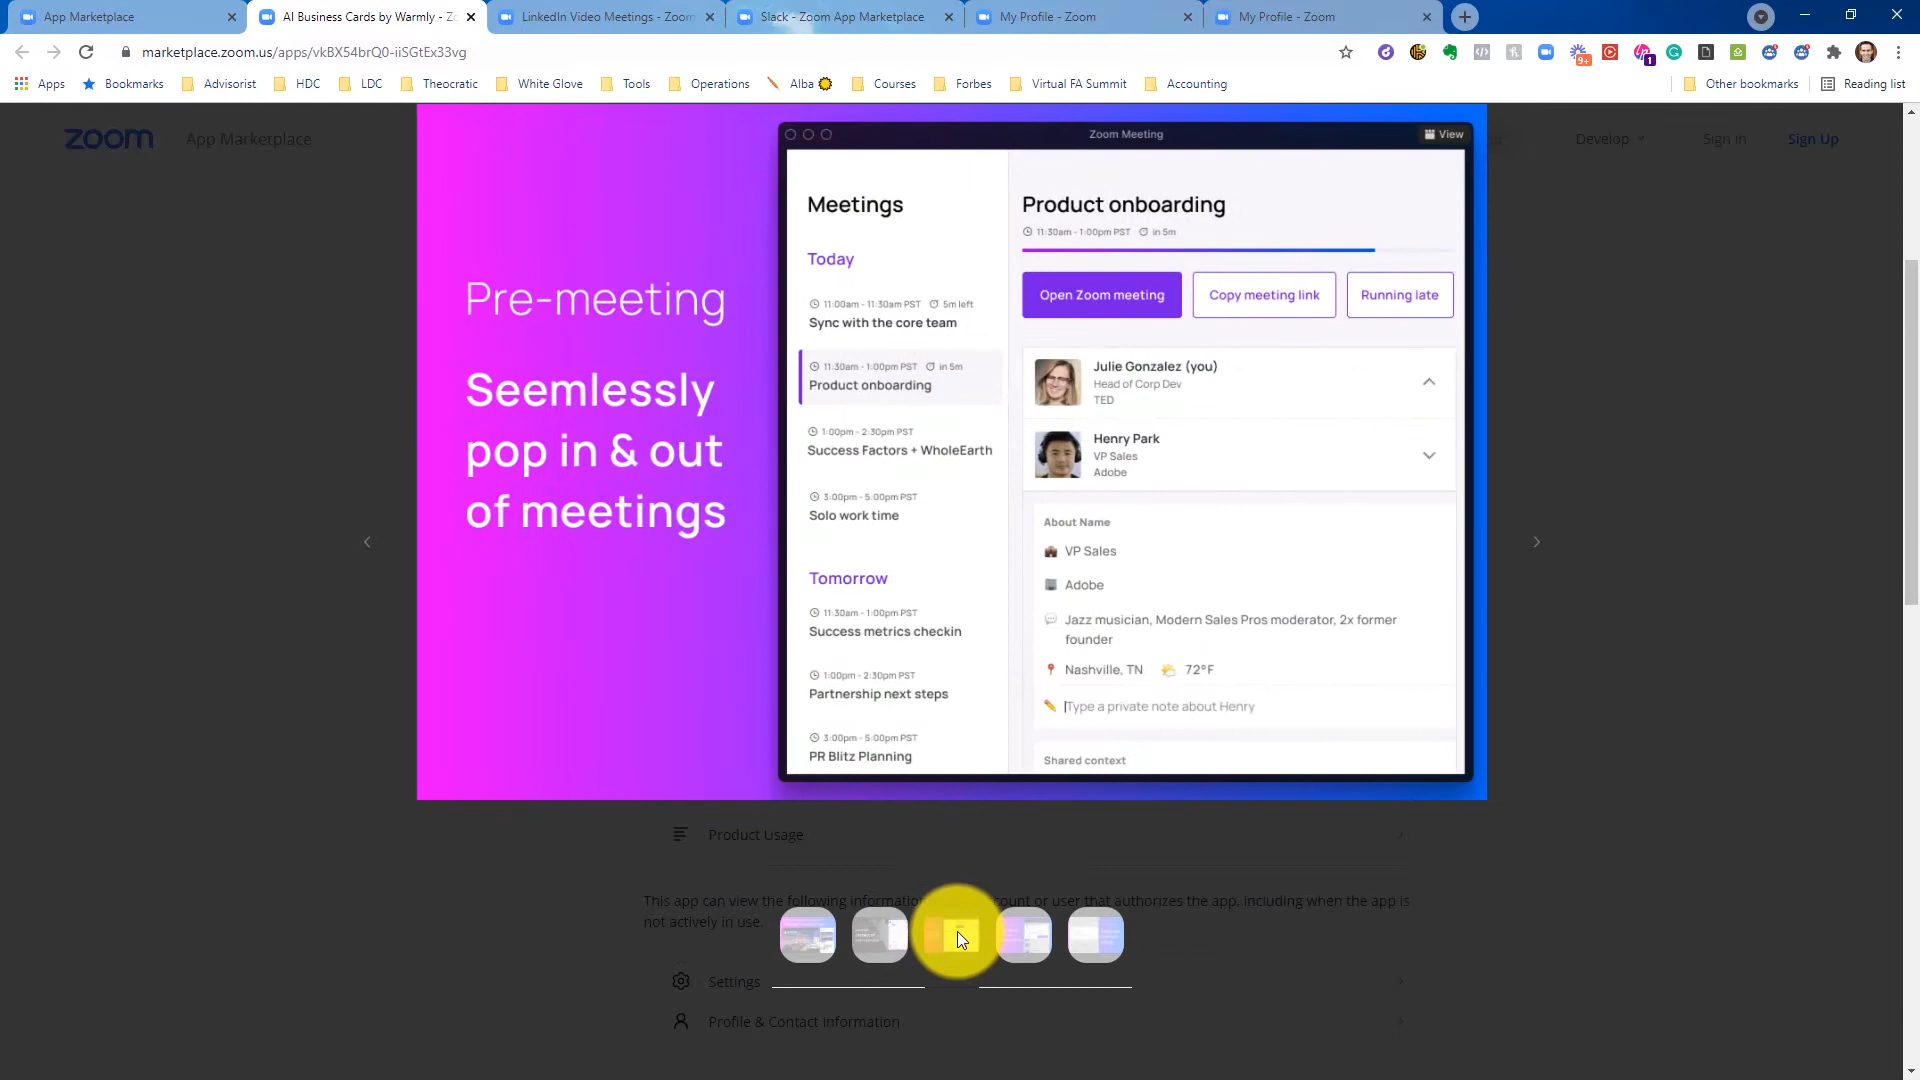 App Marketplace
AI Business Cards by Warmly - Zo
LinkedIn Video Meetings - Zoom
Slack - Zoom App Marketplace
My Profile - Zoom
My Profile - Zoom
marketplace.zoom.us/apps/vkBX54brQ0-iiSGtEx33vg
9+
1
Apps
Bookmarks
Advisorist
HDC
LDC
Theocratic
White Glove
Tools
Operations
Alba
Courses
Forbes
Virtual FA Summit
Accounting
Other bookmarks
Reading list
zoom
App Marketplace
Develop
Sign In
Sign Up
Zoom Meeting
View
Pre-meeting
Seemlessly
pop in & out
of meetings
Meetings
Today
11:00am - 11:30am PST 5m left
Sync with the core team
11:30am - 1:00pm PST in 5m
Product onboarding
1:00pm - 2:30pm PST
Success Factors + WholeEarth
3:00pm - 5:00pm PST
Solo work time
Tomorrow
11:30am - 1:00pm PST
Success metrics checkin
1:00pm - 2:30pm PST
Partnership next steps
3:00pm - 5:00pm PST
PR Blitz Planning
Product onboarding
11:30am - 1:00pm PST in 5m
Open Zoom meeting
Copy meeting link
Running late
Julie Gonzalez (you)
Head of Corp Dev
TED
Henry Park
VP Sales
Adobe
About Name
VP Sales
Adobe
Jazz musician, Modern Sales Pros moderator, 2x former
founder
Nashville, TN 72°F
Type a private note about Henry
Shared context
Product Usage
This app can view the following information ount or user that authorizes the app, including when the app is
not actively in use.
Settings
Profile & Contact Information